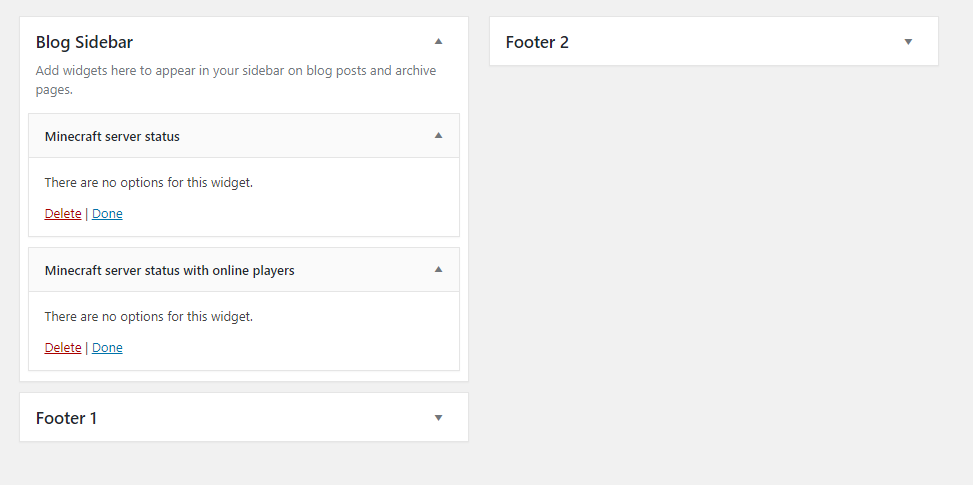 Blog Sidebar
Add widgets here to appear in your sidebar on blog posts and archive
pages.
Minecraft server status
There are no options for this widget.
Delete | Done
Minecraft server status with online players
There are no options for this widget.
Delete | Done
Footer 1
Footer 2